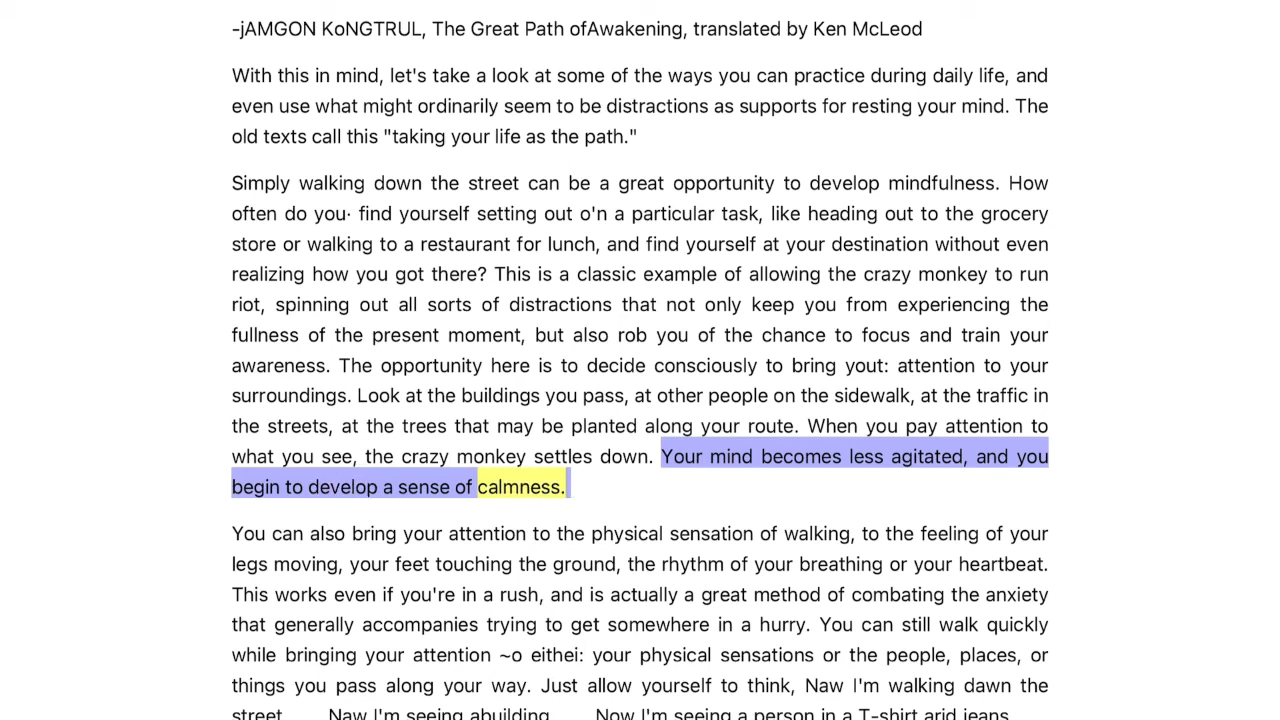 -jAMGON KoNGTRUL, The Great Path ofAwakening, translated by Ken McLeod
With this in mind, let's take a look at some of the ways you can practice during daily life, and
even use what might ordinarily seem to be distractions as supports for resting your mind. The
old texts call this "taking your life as the path."
Simply walking down the street can be a great opportunity to develop mindfulness. How
often do you· find yourself setting out o'n a particular task, like heading out to the grocery
store or walking to a restaurant for lunch, and find yourself at your destination without even
realizing how you got there? This is a classic example of allowing the crazy monkey to run
riot, spinning out all sorts of distractions that not only keep you from experiencing the
fullness of the present moment, but also rob you of the chance to focus and train your
awareness. The opportunity here is to decide consciously to bring yout: attention to your
surroundings. Look at the buildings you pass, at other people on the sidewalk, at the traffic in
the streets, at the trees that may be planted along your route. When you pay attention to
what you see, the crazy monkey settles down. Your mind becomes less agitated, and you
begin to develop a sense of calmness.
You can also bring your attention to the physical sensation of walking, to the feeling of your
legs moving, your feet touching the ground, the rhythm of your breathing or your heartbeat.
This works even if you're in a rush, and is actually a great method of combating the anxiety
that generally accompanies trying to get somewhere in a hurry. You can still walk quickly
while bringing your attention ~o eithei: your physical sensations or the people, places, or
things you pass along your way. Just allow yourself to think, Naw I'm walking dawn the
street. . . . Naw I'm seeing abuilding. . . . Now I'm seeing a person in a T-shirt arid jeans.